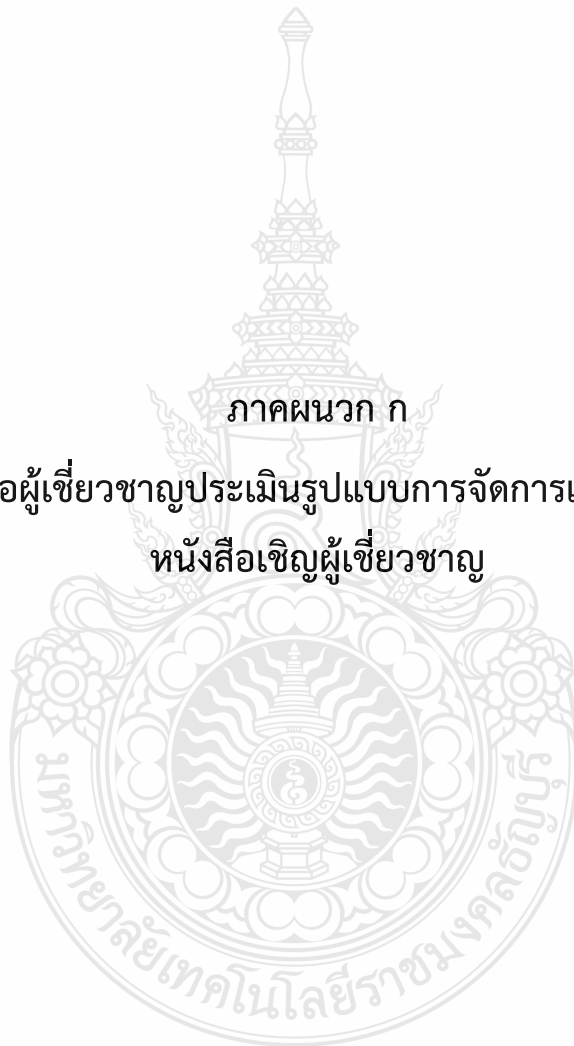 ภาคผนวก ก
อผู้เชี่ยวชาญประเมินรูปแบบการจัดการเ
หนังสือเชิญผู้เชี่ยวชาญ
มหาวิทยาลัยเทคโนโลยีราชมงคลธัญบุรี